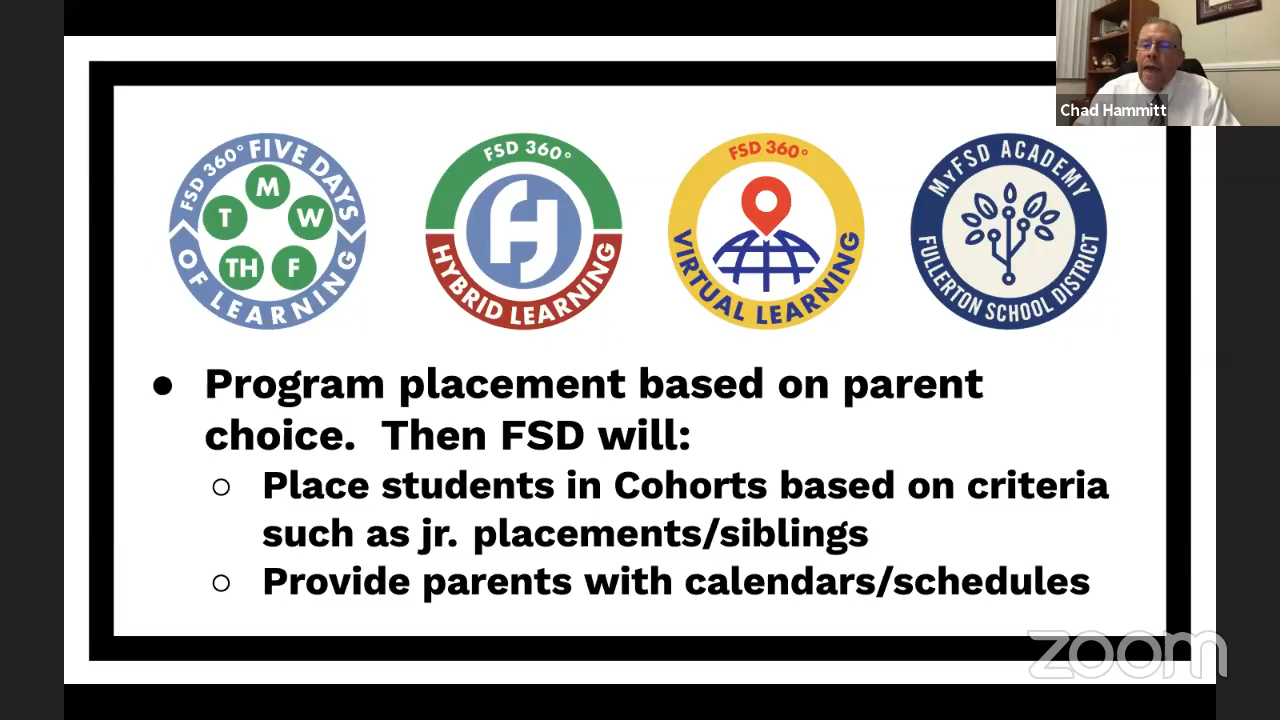 Chad Hammitt
FSD 360° FIVE DAYS
OF LEARNING
M
T
W
TH
F
FSD 360°
HYBRID LEARNING
FSD 360°
VIRTUAL LEARNING
MYFSD ACADEMY
FULLERTON SCHOOL DISTRICT
● Program placement based on parent
choice. Then FSD will:
○ Place students in Cohorts based on criteria
such as jr. placements/siblings
○ Provide parents with calendars/schedules
zoom